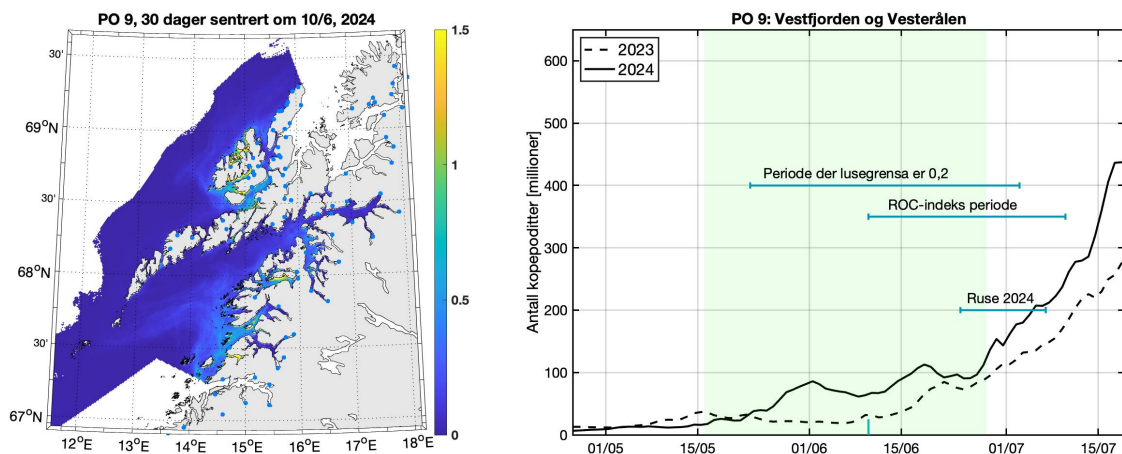 PO 9, 30 dager sentrert om 10/6, 2024
30'
69°N
30'
68°N
30'
67°N
12°E 13°E 14°E 15°E 16°E 17°E 18°E
1.5
1
0.5
0
PO 9: Vestfjorden og Vesterålen
2023
2024
Antall kopepoditter [millioner]
600
500
400
300
200
100
0
Periode der lusegrensa er 0,2
ROC-indeks periode
Ruse 2024
01/05 15/05 01/06 15/06 01/07 15/07